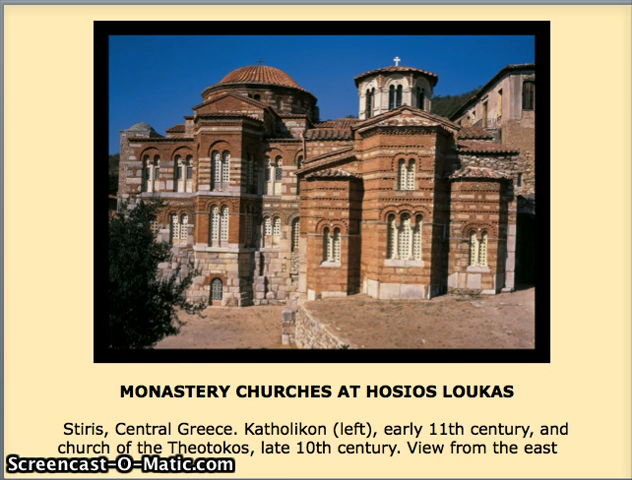 MONASTERY CHURCHES AT HOSIOS LOUKAS
Stiris, Central Greece. Katholikon (left), early 11th century, and
church of the Theotokos, late 10th century. View from the east
Screencast-O-Matic.com